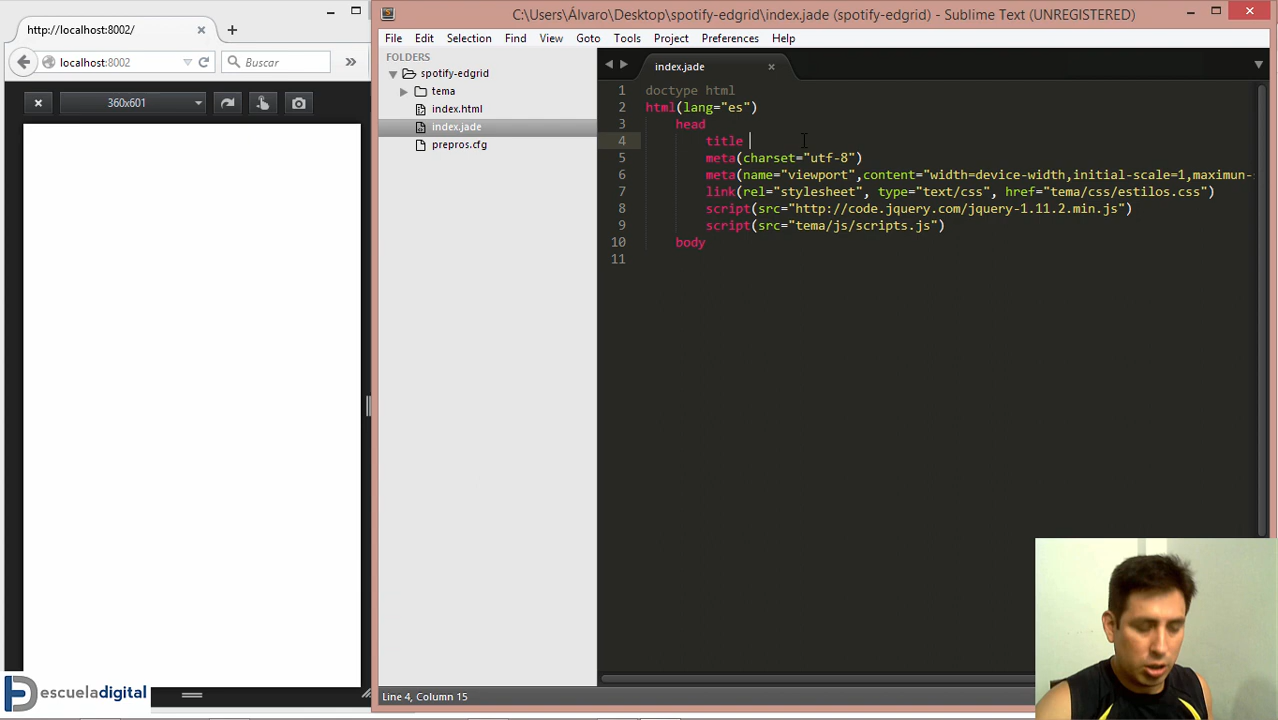 http://localhost:8002/
localhost:8002
Buscar
360x601
C:\Users\Álvaro\Desktop\spotify-edgrid\index.jade (spotify-edgrid) - Sublime Text (UNREGISTERED)
File Edit Selection Find View Goto Tools Project Preferences Help
FOLDERS
spotify-edgrid
tema
index.html
index.jade
prepros.cfg
index.jade
1 doctype html
2 html(lang="es")
3 head
4 title
5 meta(charset="utf-8")
6 meta(name="viewport",content="width=device-width,initial-scale=1,maximun-
7 link(rel="stylesheet", type="text/css", href="tema/css/estilos.css")
8 script(src="http://code.jquery.com/jquery-1.11.2.min.js")
9 script(src="tema/js/scripts.js")
10 body
11
Line 4, Column 15
escueladigital